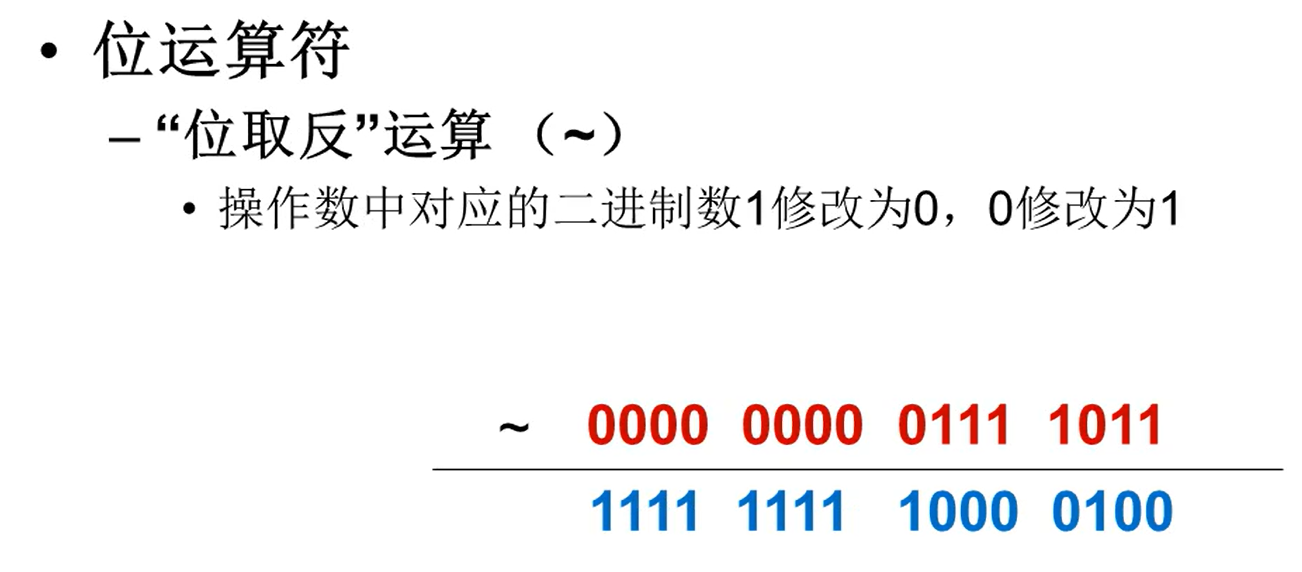 • 位运算符
– “位取反”运算 （~）
• 操作数中对应的二进制数1修改为0，0修改为1
~ 0000 0000 0111 1011
1111 1111 1000 0100